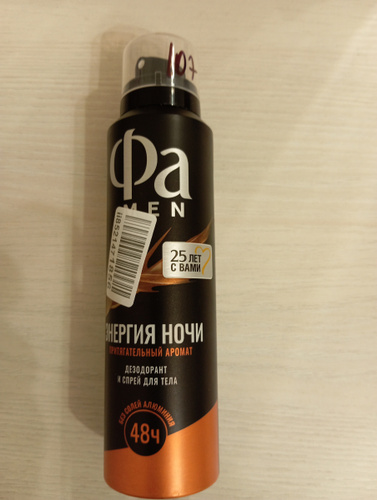 107
Фа
MEN
25 ЛЕТ
С ВАМИ
ЭНЕРГИЯ НОЧИ
ПРИТЯГАТЕЛЬНЫЙ АРОМАТ
ДЕЗОДОРАНТ
И СПРЕЙ ДЛЯ ТЕЛА
БЕЗ СОЛЕЙ АЛЮМИНИЯ
48ч